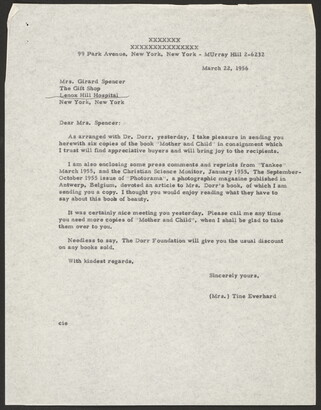 XXXXXXX
XXXXXXXXXXXXXXX
99 Park Avenue, New York, New York - MUrray Hill 2-6232
March 22, 1956
Mrs. Girard Spencer
The Gift Shop
Lenox Hill Hospital
New York, New York
Dear Mrs. Spencer:
As arranged with Dr. Dorr, yesterday, I take pleasure in sending you
herewith six copies of the book "Mother and Child" in consignment which
I trust will find appreciative buyers and will bring joy to the recipients.
I am also enclosing some press comments and reprints from "Yankee"
March 1955, and the Christian Science Monitor, January 1955. The September-
October 1955 issue of "Photorama", a photographic magazine published in
Antwerp, Belgium, devoted an article to Mrs. Dorr's book, of which I am
sending you a copy. I thought you would enjoy reading what they have to
say about this book of beauty.
It was certainly nice meeting you yesterday. Please call me any time
you need more copies of "Mother and Child", when I shall be glad to take
them over to you.
Needless to say, The Dorr Foundation will give you the usual discount
on any books sold.
With kindest regards,
Sincerely yours,
(Mrs.) Tine Everhard